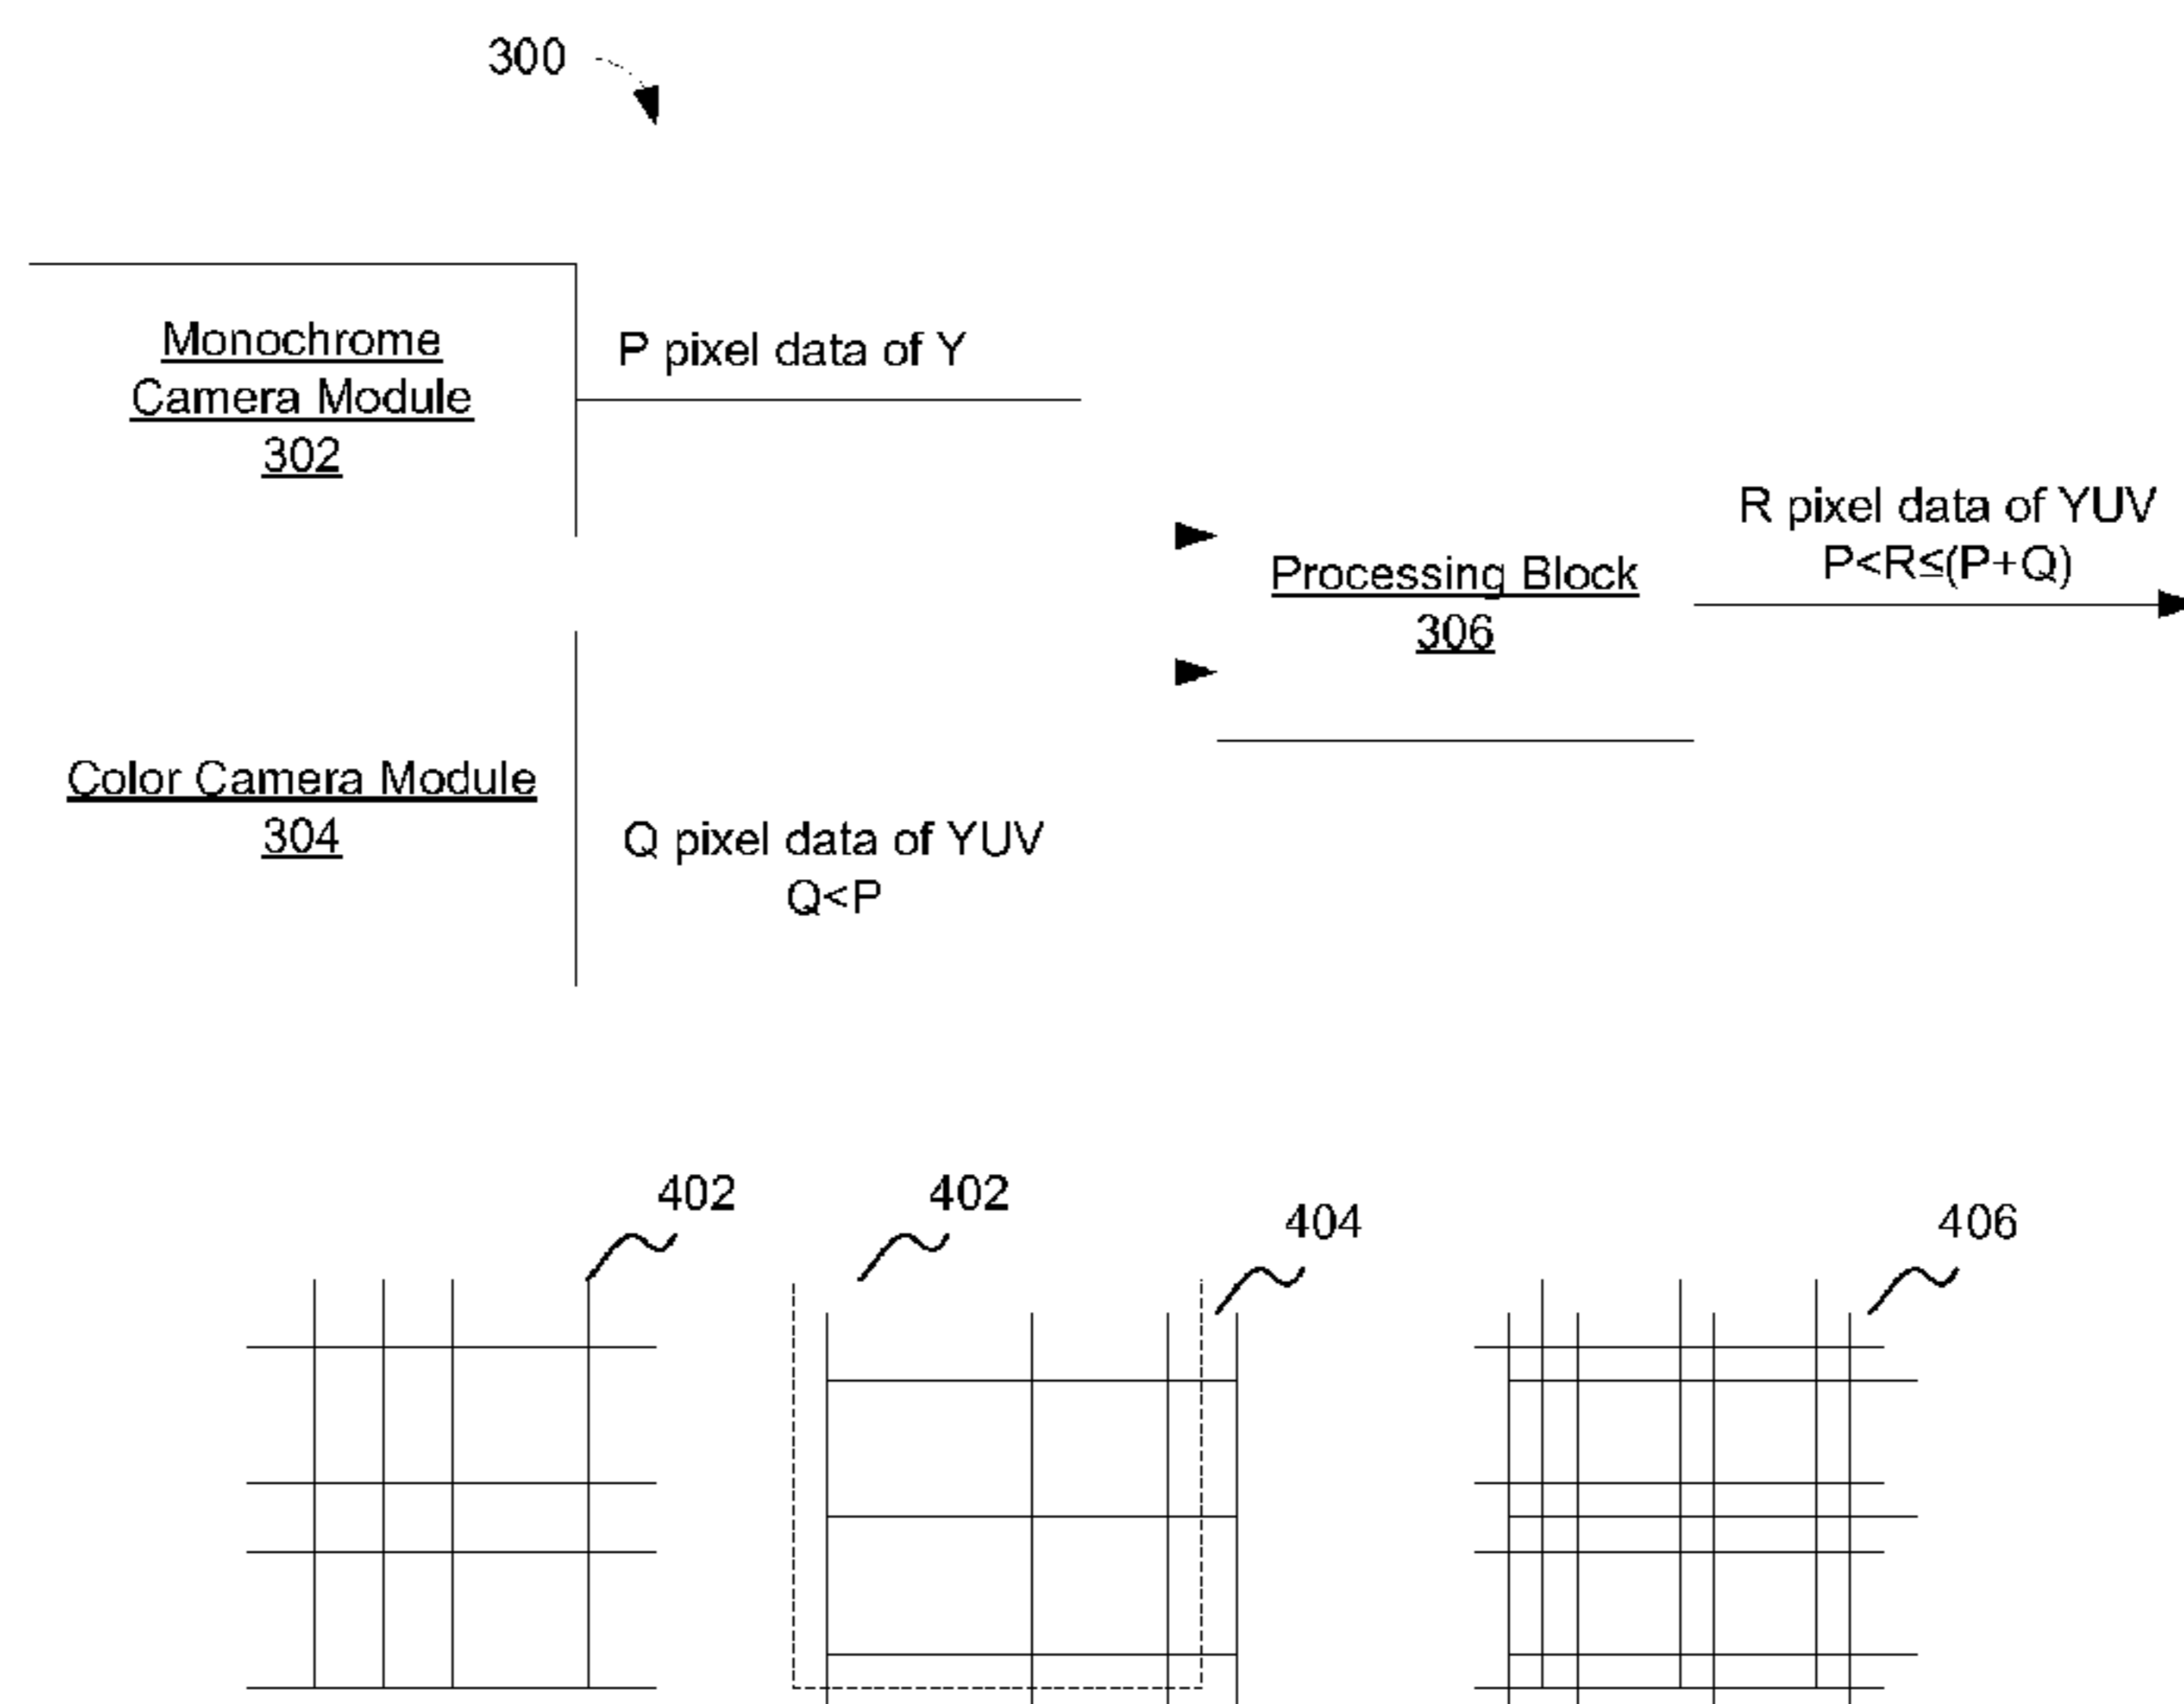 300
Monochrome
Camera Module
302
P pixel data of Y
R pixel data of YUV
P<R≤(P+Q)
Processing Block
306
Color Camera Module
304
Q pixel data of YUV
Q<P
402
402
404
406